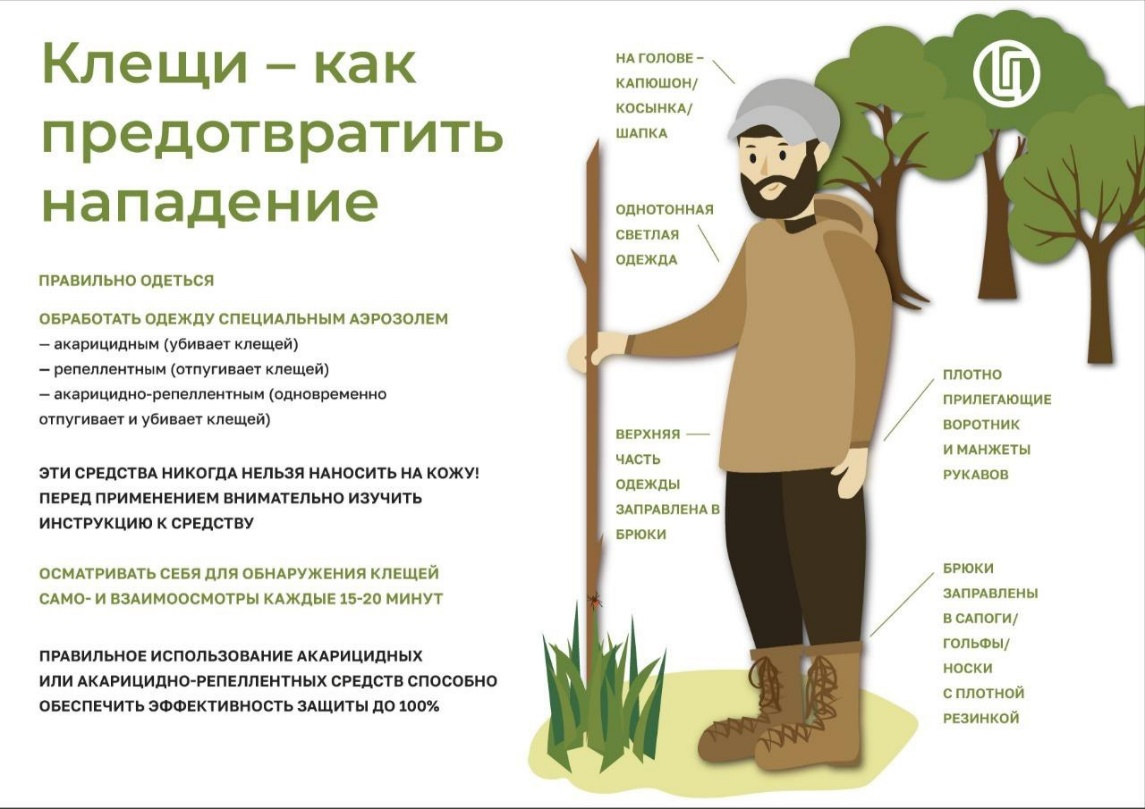 Клещи – как
предотвратить
нападение
ПРАВИЛЬНО ОДЕТЬСЯ
ОБРАБОТАТЬ ОДЕЖДУ СПЕЦИАЛЬНЫМ АЭРОЗОЛЕМ
– акарицидным (убивает клещей)
– репеллентным (отпугивает клещей)
– акарицидно-репеллентным (одновременно
отпугивает и убивает клещей)
ЭТИ СРЕДСТВА НИКОГДА НЕЛЬЗЯ НАНОСИТЬ НА КОЖУ!
ПЕРЕД ПРИМЕНЕНИЕМ ВНИМАТЕЛЬНО ИЗУЧИТЬ
ИНСТРУКЦИЮ К СРЕДСТВУ
ОСМАТРИВАТЬ СЕБЯ ДЛЯ ОБНАРУЖЕНИЯ КЛЕЩЕЙ
САМО- И ВЗАИМООСМОТРЫ КАЖДЫЕ 15-20 МИНУТ
ПРАВИЛЬНОЕ ИСПОЛЬЗОВАНИЕ АКАРИЦИДНЫХ
ИЛИ АКАРИЦИДНО-РЕПЕЛЛЕНТНЫХ СРЕДСТВ СПОСОБНО
ОБЕСПЕЧИТЬ ЭФФЕКТИВНОСТЬ ЗАЩИТЫ ДО 100%
НА ГОЛОВЕ –
КАПЮШОН/
КОСЫНКА/
ШАПКА
ОДНОТОННАЯ
СВЕТЛАЯ
ОДЕЖДА
ВЕРХНЯЯ
ЧАСТЬ
ОДЕЖДЫ
ЗАПРАВЛЕНА В
БРЮКИ
ПЛОТНО
ПРИЛЕГАЮЩИЕ
ВОРОТНИК
И МАНЖЕТЫ
РУКАВОВ
БРЮКИ
ЗАПРАВЛЕНЫ
В САПОГИ/
ГОЛЬФЫ/
НОСКИ
С ПЛОТНОЙ
РЕЗИНКОЙ